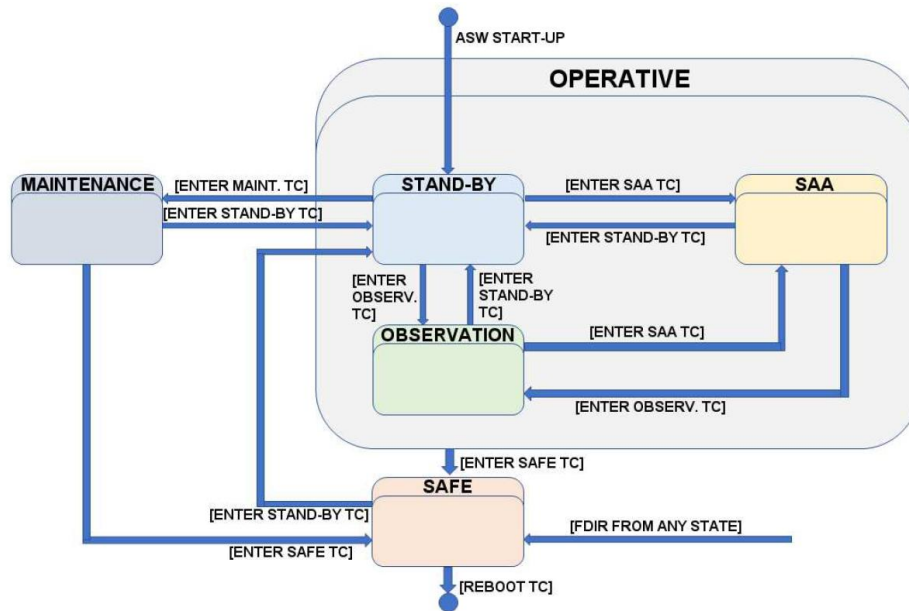 ASW START-UP
OPERATIVE
MAINTENANCE
[ENTER MAINT. TC]
STAND-BY
[ENTER SAA TC]
SAA
[ENTER STAND-BY TC]
[ENTER STAND-BY TC]
[ENTER
OBSERV.
TC]
[ENTER
STAND-BY
TC]
OBSERVATION
[ENTER SAA TC]
[ENTER OBSERV. TC]
[ENTER SAFE TC]
SAFE
[ENTER STAND-BY TC]
[FDIR FROM ANY STATE]
[ENTER SAFE TC]
[REBOOT TC]